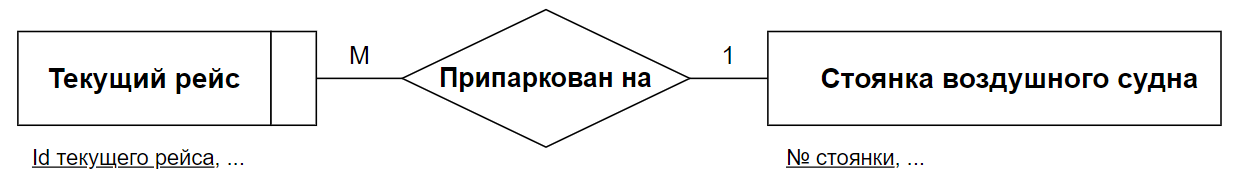 Текущий рейс
М
Припаркован на
1
Стоянка воздушного судна
Id текущего рейса, ...
№ стоянки, ...